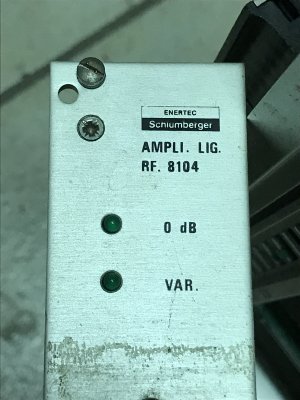 ENERTEC
Schlumberger
AMPLI. LIG.
RF. 8104
0 dB
VAR.